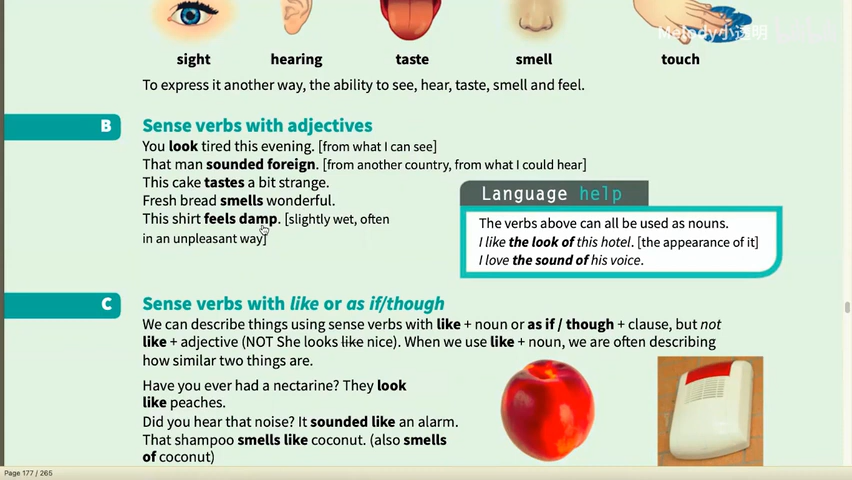 Melody小透明
sight hearing taste smell touch
To express it another way, the ability to see, hear, taste, smell and feel.
B Sense verbs with adjectives
You look tired this evening. [from what I can see]
That man sounded foreign. [from another country, from what I could hear]
This cake tastes a bit strange.
Fresh bread smells wonderful.
This shirt feels damp. [slightly wet, often
in an unpleasant way]
Language help
The verbs above can all be used as nouns.
I like the look of this hotel. [the appearance of it]
I love the sound of his voice.
C Sense verbs with like or as if/though
We can describe things using sense verbs with like + noun or as if / though + clause, but not
like + adjective (NOT She looks like nice). When we use like + noun, we are often describing
how similar two things are.
Have you ever had a nectarine? They look
like peaches.
Did you hear that noise? It sounded like an alarm.
That shampoo smells like coconut. (also smells
of coconut)
Page 177 / 265